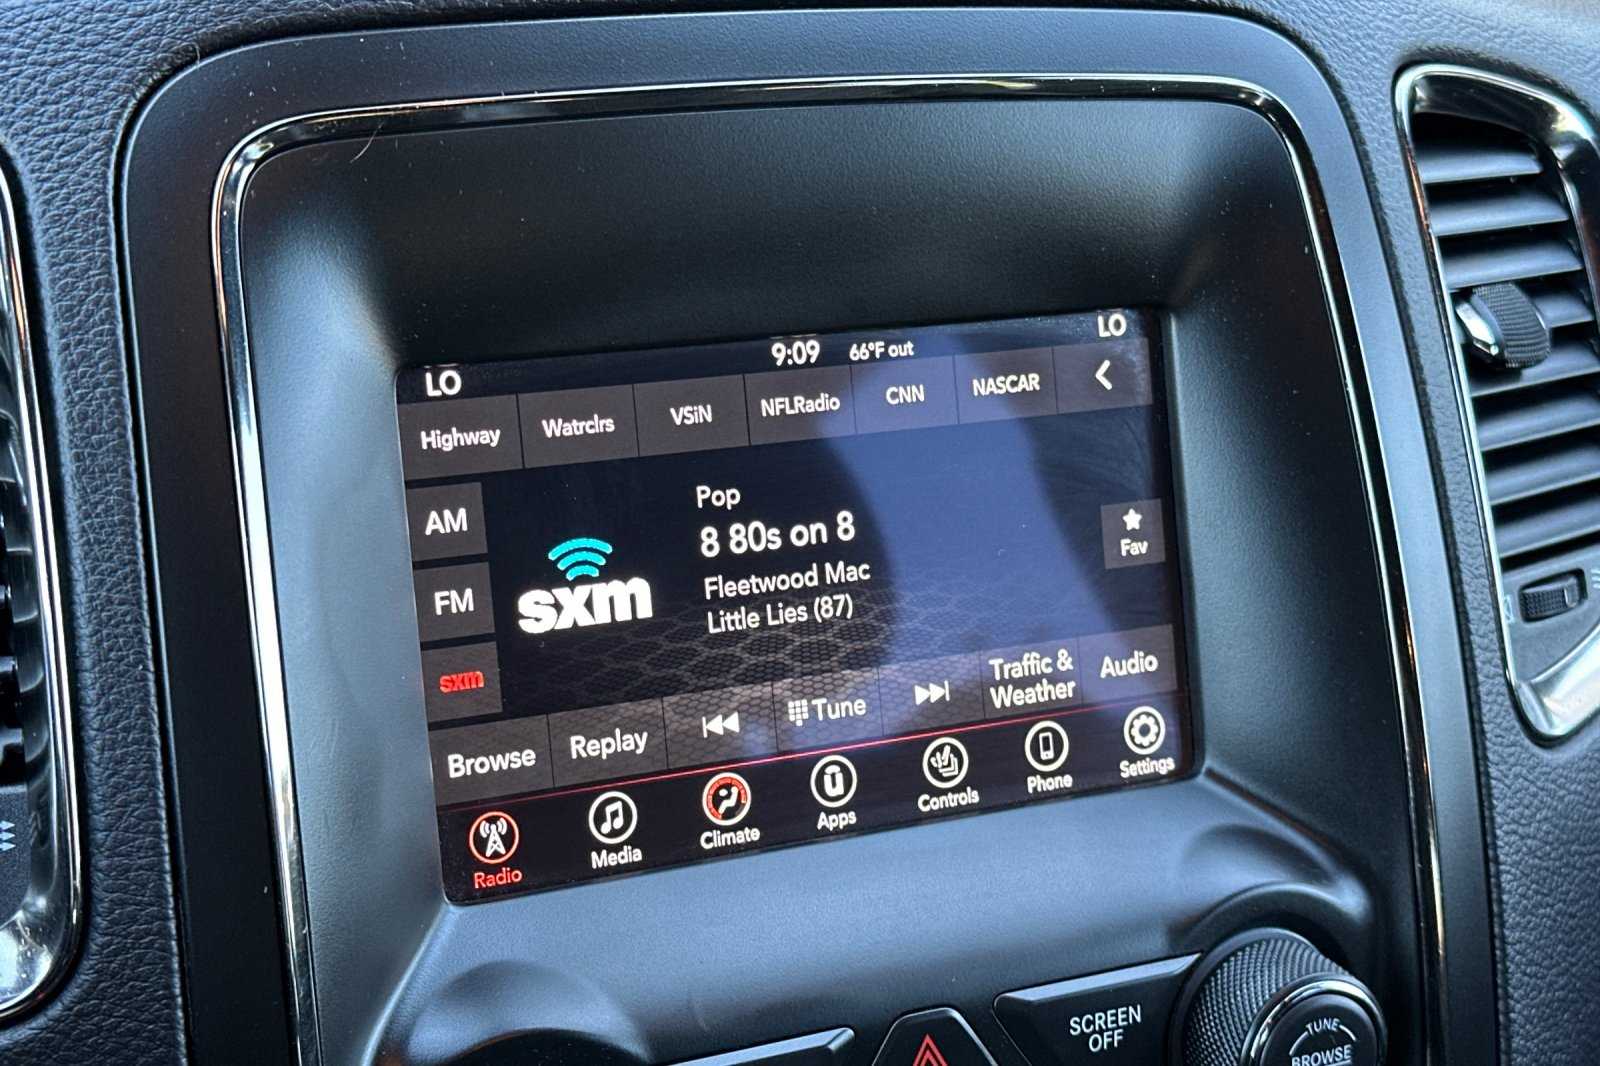 LO
9:09
66°F out
LO
Highway
Watrclrs
VSiN
NFLRadio
CNN
NASCAR
AM
FM
sxm
sxm
Pop
8 80s on 8
Fleetwood Mac
Little Lies (87)
Fav
Browse
Replay
Tune
Traffic &
Weather
Audio
Radio
Media
Climate
Apps
Controls
Phone
Settings
SCREEN
OFF
TUNE
BROWSE